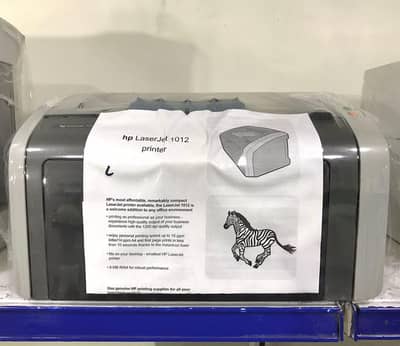 hp LaserJet 1012
printer
HP's most affordable, remarkably compact
LaserJet printer available, the LaserJet 1012 is
a welcome addition to any office environment
• printing as professional as your business -
experience high-quality output of your business
documents with the 1200 dpi output quality
• enjoy personal printing speed up to 15 ppm
letter/14 ppm A4 and first page prints in less
than 10 seconds thanks to the instant-on fuser
• fits on your desktop - smallest HP LaserJet
printer
• 8 MB RAM for robust performance
Use genuine HP printing supplies for all your